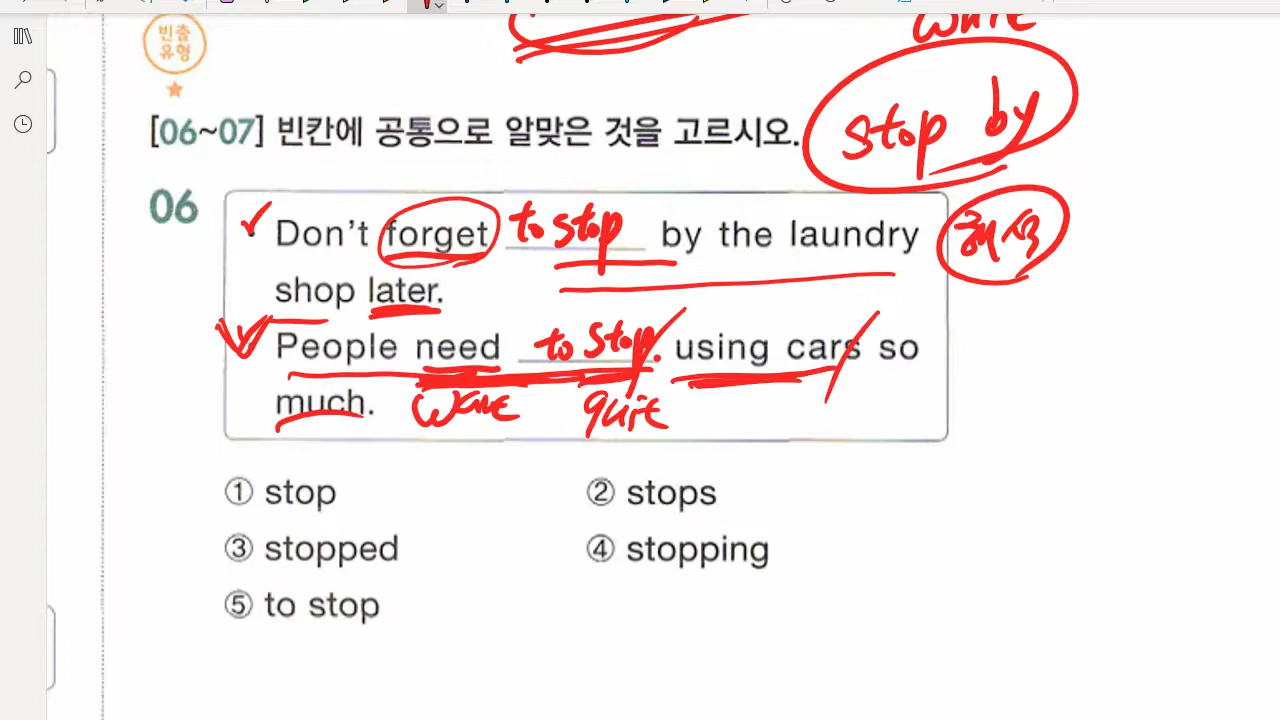 빈출
유형
stop by
[06~07] 빈칸에 공통으로 알맞은 것을 고르시오.
06
Don't forget to stop by the laundry
shop later.
People need to stop using cars so
much. want quit
① stop ② stops
③ stopped ④ stopping
⑤ to stop